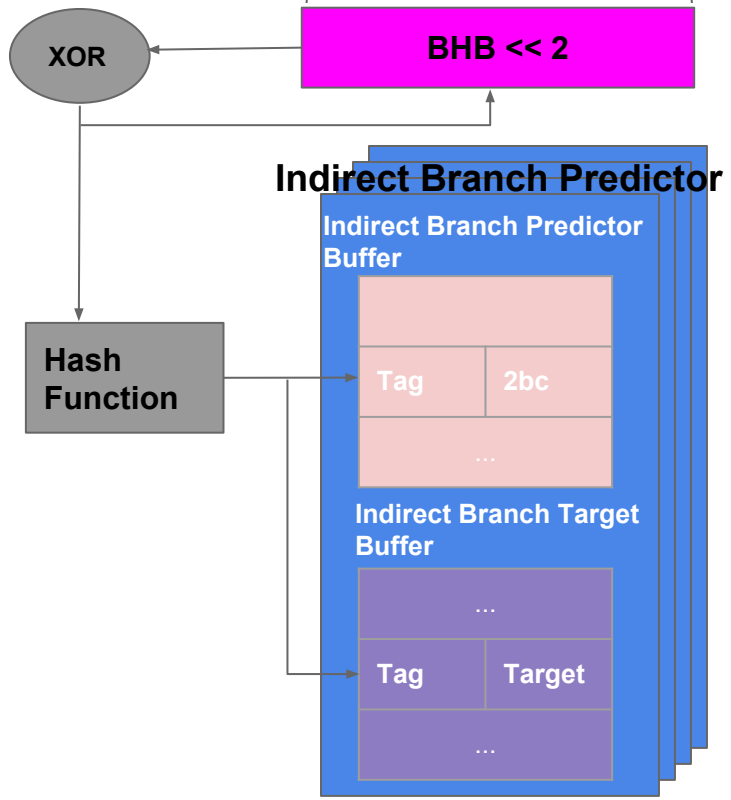 XOR
BHB << 2
Indirect Branch Predictor
Indirect Branch Predictor
Buffer
Hash
Function
Tag
2bc
...
Indirect Branch Target
Buffer
...
Tag
Target
...